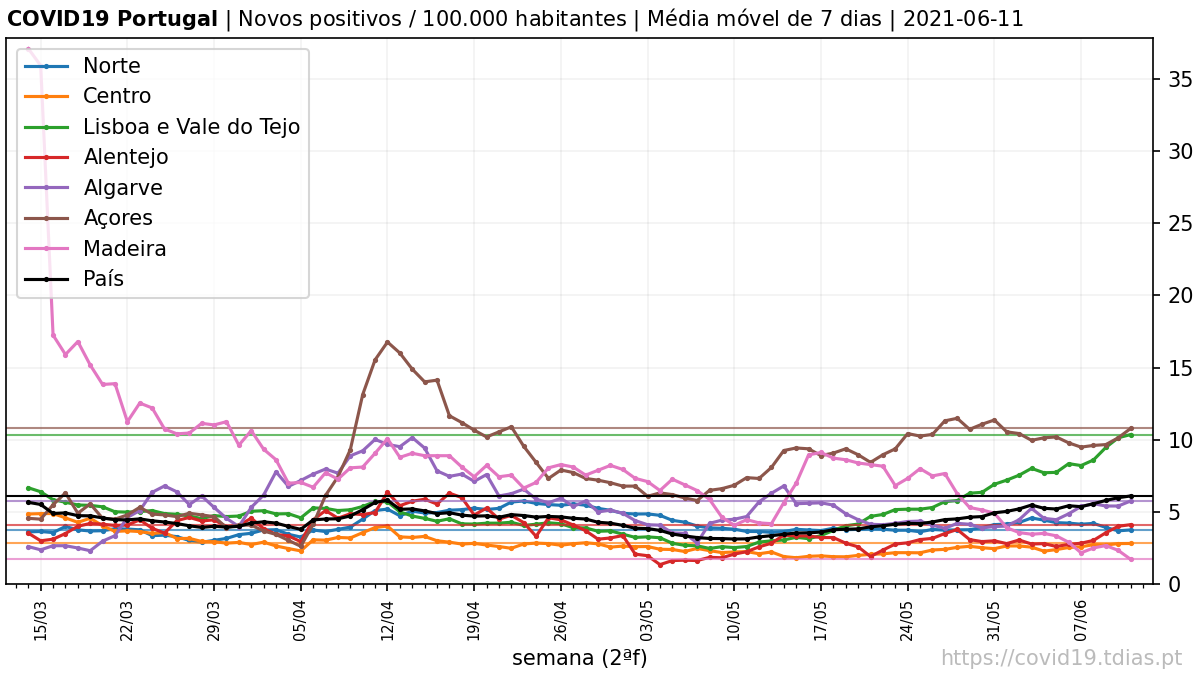 COVID19 Portugal | Novos positivos / 100.000 habitantes | Média móvel de 7 dias | 2021-06-11
Norte
Centro
Lisboa e Vale do Tejo
Alentejo
Algarve
Açores
Madeira
País
35
30
25
20
15
10
5
0
15/03
22/03
29/03
05/04
12/04
19/04
26/04
03/05
10/05
17/05
24/05
31/05
07/06
semana (2ªf)
https://covid19.tdias.pt